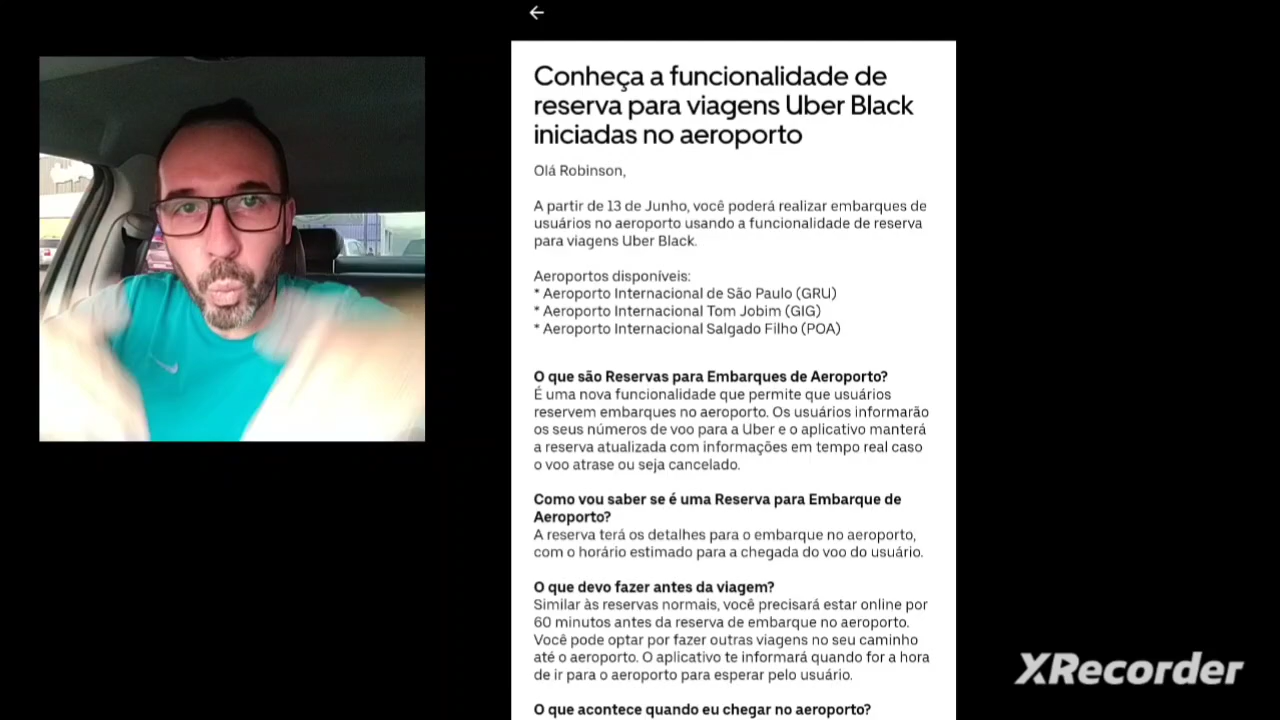 Conheça a funcionalidade de
reserva para viagens Uber Black
iniciadas no aeroporto
Olá Robinson,
A partir de 13 de Junho, você poderá realizar embarques de
usuários no aeroporto usando a funcionalidade de reserva
para viagens Uber Black.
Aeroportos disponíveis:
* Aeroporto Internacional de São Paulo (GRU)
* Aeroporto Internacional Tom Jobim (GIG)
* Aeroporto Internacional Salgado Filho (POA)
O que são Reservas para Embarques de Aeroporto?
É uma nova funcionalidade que permite que usuários
reservem embarques no aeroporto. Os usuários informarão
os seus números de voo para a Uber e o aplicativo manterá
a reserva atualizada com informações em tempo real caso
o voo atrase ou seja cancelado.
Como vou saber se é uma Reserva para Embarque de
Aeroporto?
A reserva terá os detalhes para o embarque no aeroporto,
com o horário estimado para a chegada do voo do usuário.
O que devo fazer antes da viagem?
Similar às reservas normais, você precisará estar online por
60 minutos antes da reserva de embarque no aeroporto.
Você pode optar por fazer outras viagens no seu caminho
até o aeroporto. O aplicativo te informará quando for a hora
de ir para o aeroporto para esperar pelo usuário.
O que acontece quando eu chegar no aeroporto?
XRecorder